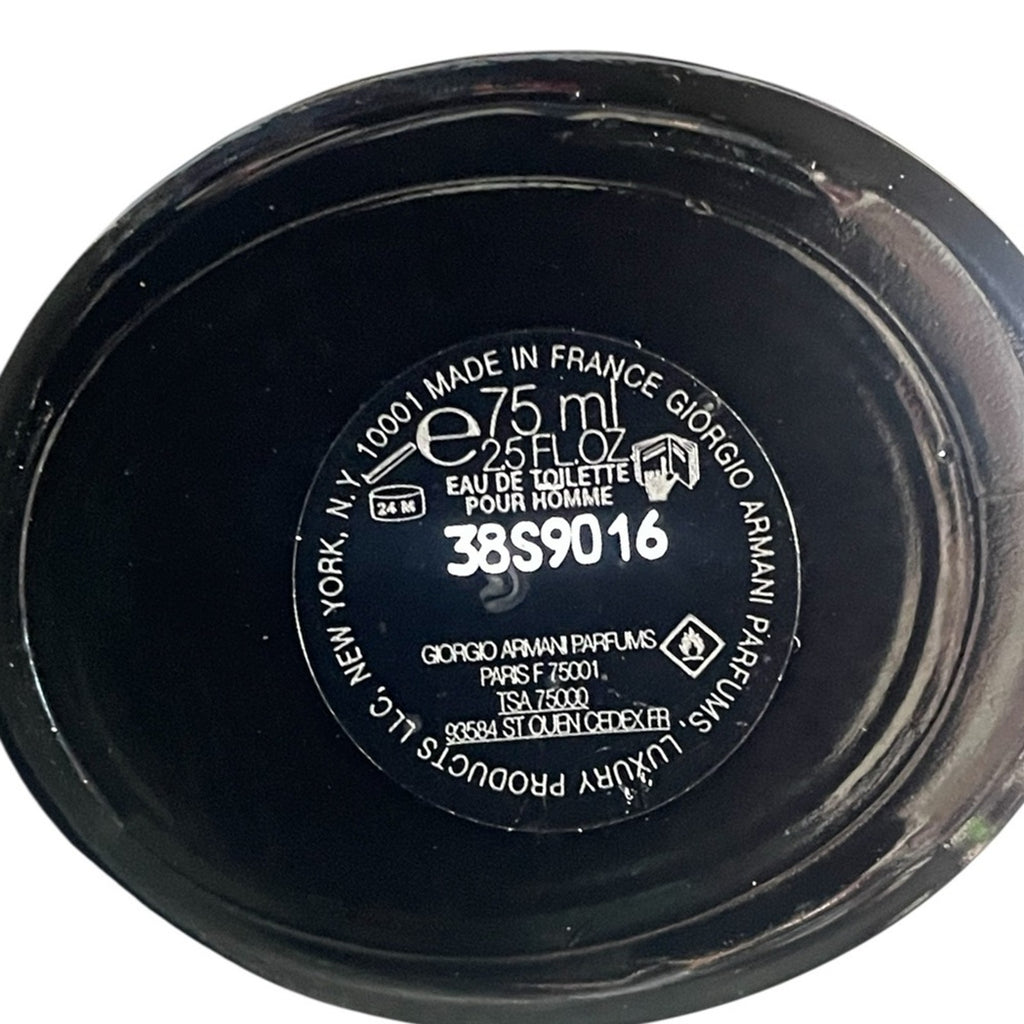 MADE IN FRANCE GIORGIO ARMANI PARFUMS, LUXURY PRODUCTS LLC, NEW YORK, N.Y. 10001
e 75 ml
2.5 FL.OZ
EAU DE TOILETTE
POUR HOMME
24 M
38S9016
GIORGIO ARMANI PARFUMS
PARIS F 75001
TSA 75000
93584 ST OUEN CEDEX FR